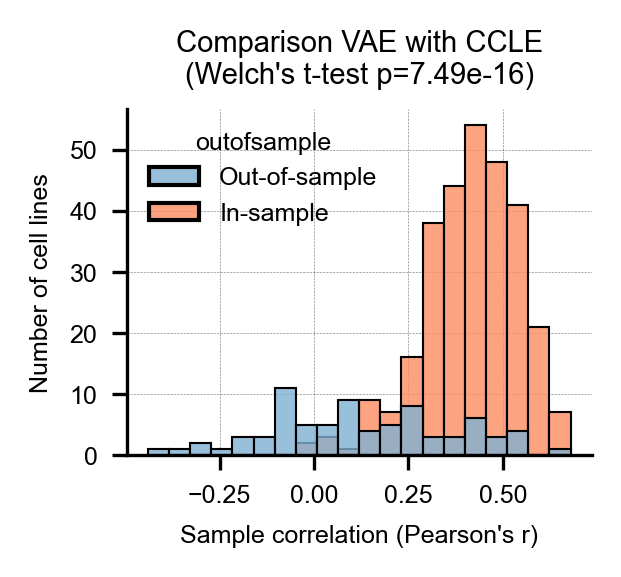 Comparison VAE with CCLE
(Welch's t-test p=7.49e-16)
outofsample
Out-of-sample
In-sample
Number of cell lines
50
40
30
20
10
0
−0.25
0.00
0.25
0.50
Sample correlation (Pearson's r)